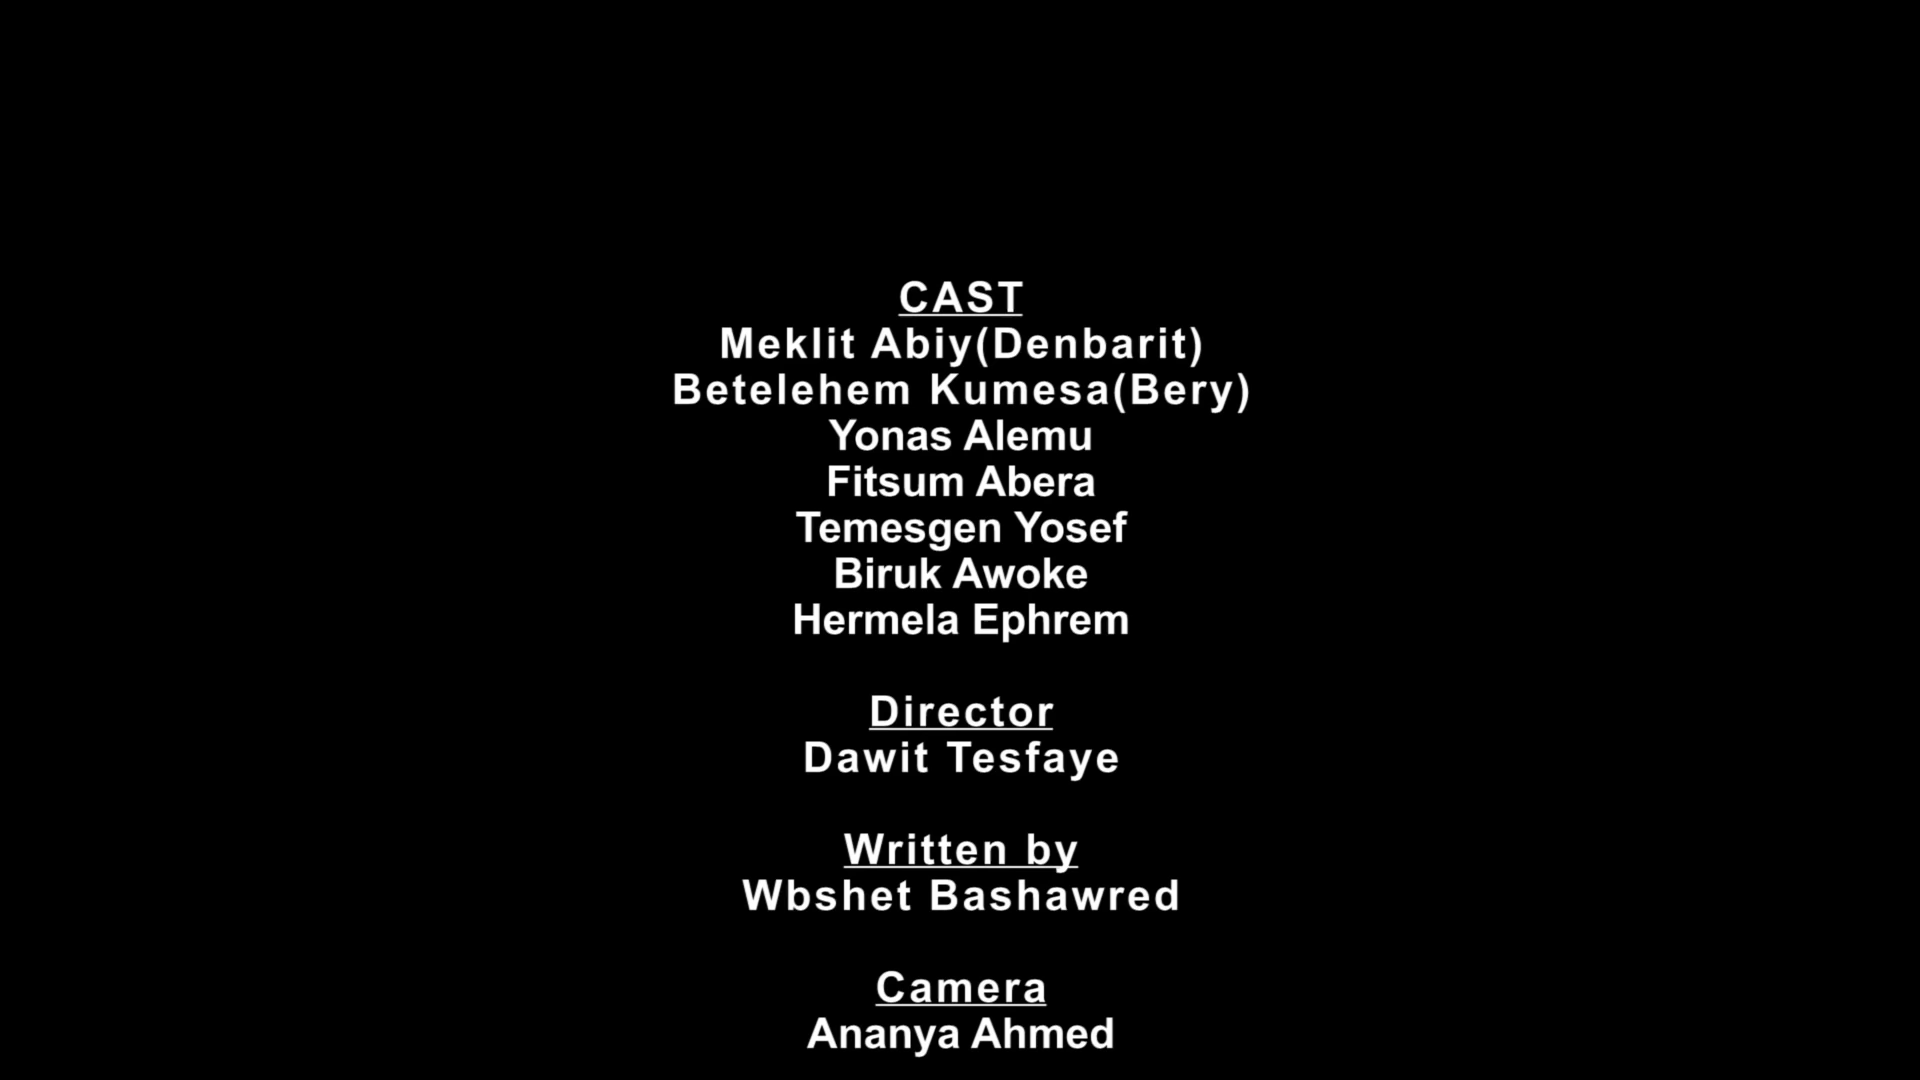 CAST
Meklit Abiy(Denbarit)
Betelehem Kumesa(Bery)
Yonas Alemu
Fitsum Abera
Temesgen Yosef
Biruk Awoke
Hermela Ephrem
Director
Dawit Tesfaye
Written by
Wbshet Bashawred
Camera
Ananya Ahmed